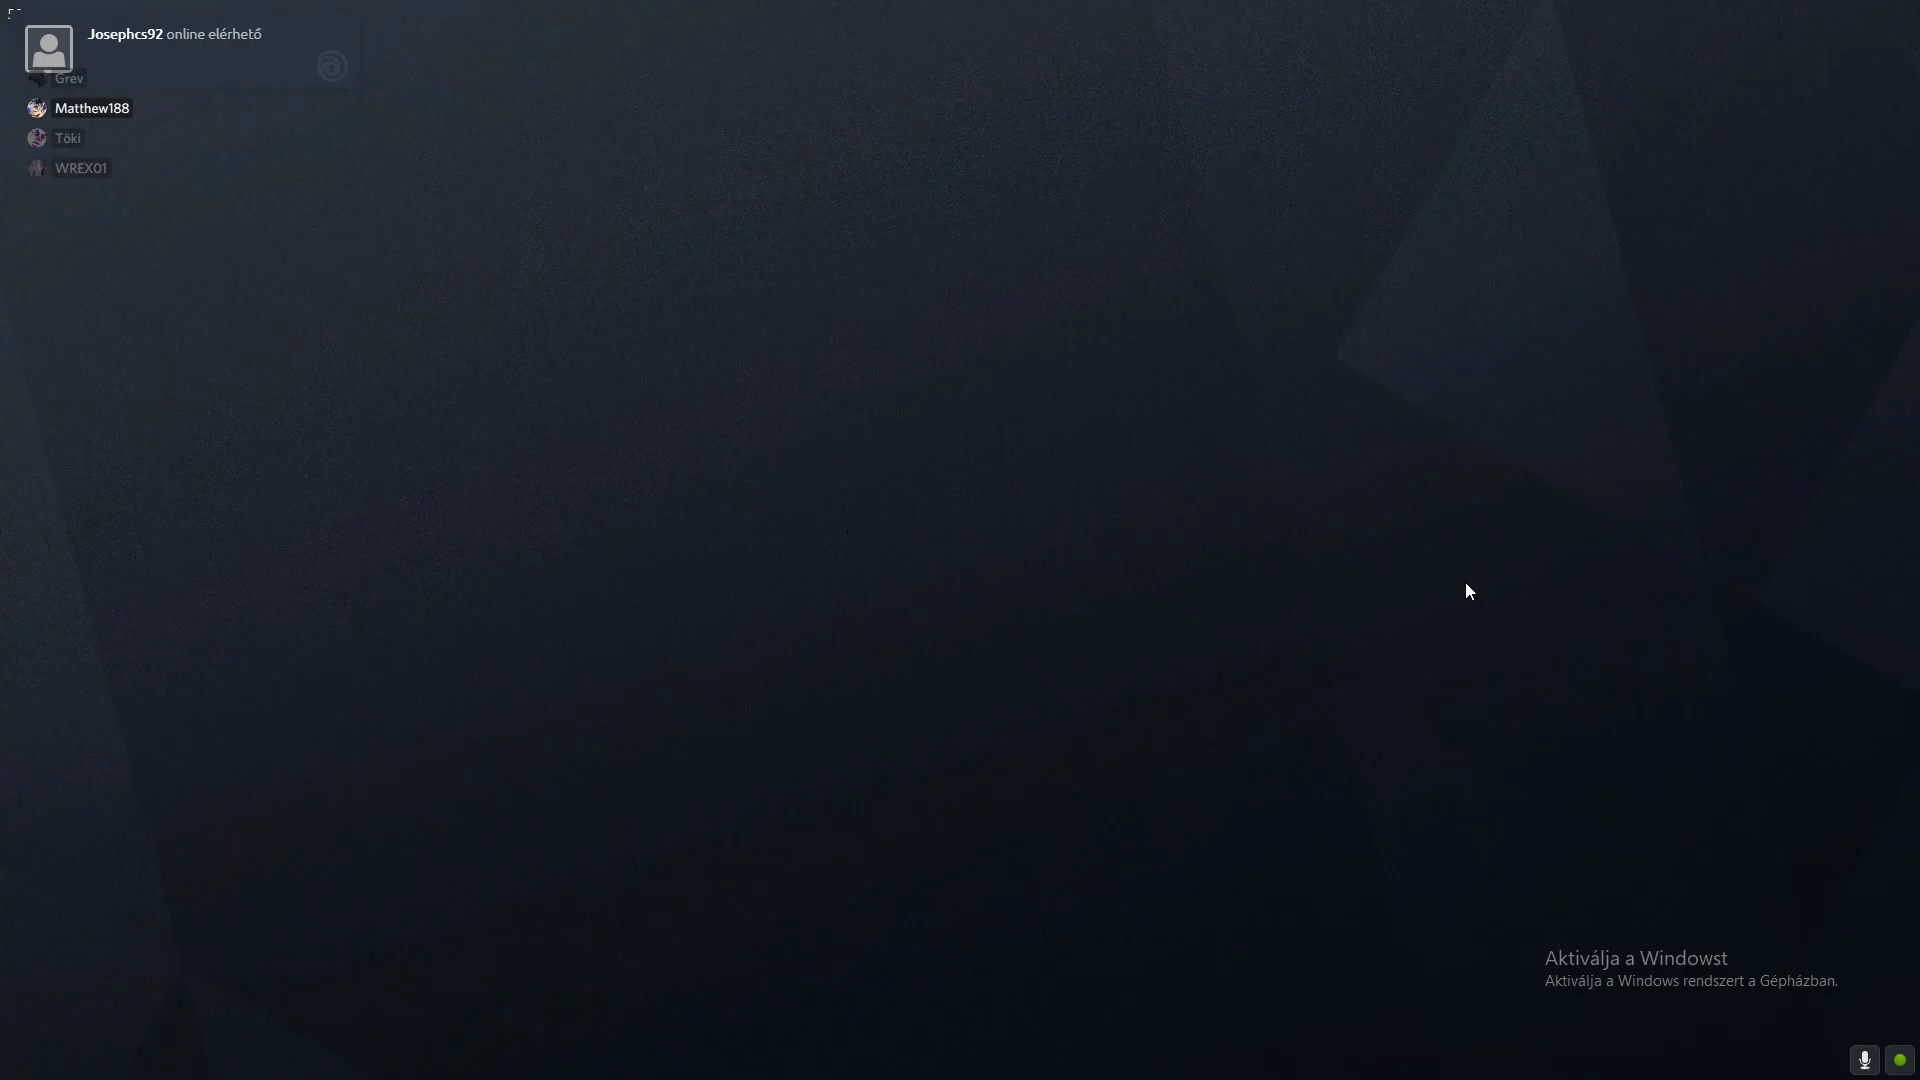 Josephcs92 online elérhető
Grev
Matthew188
Töki
WREX01
Aktiválja a Windowst
Aktiválja a Windows rendszert a Gépházban.